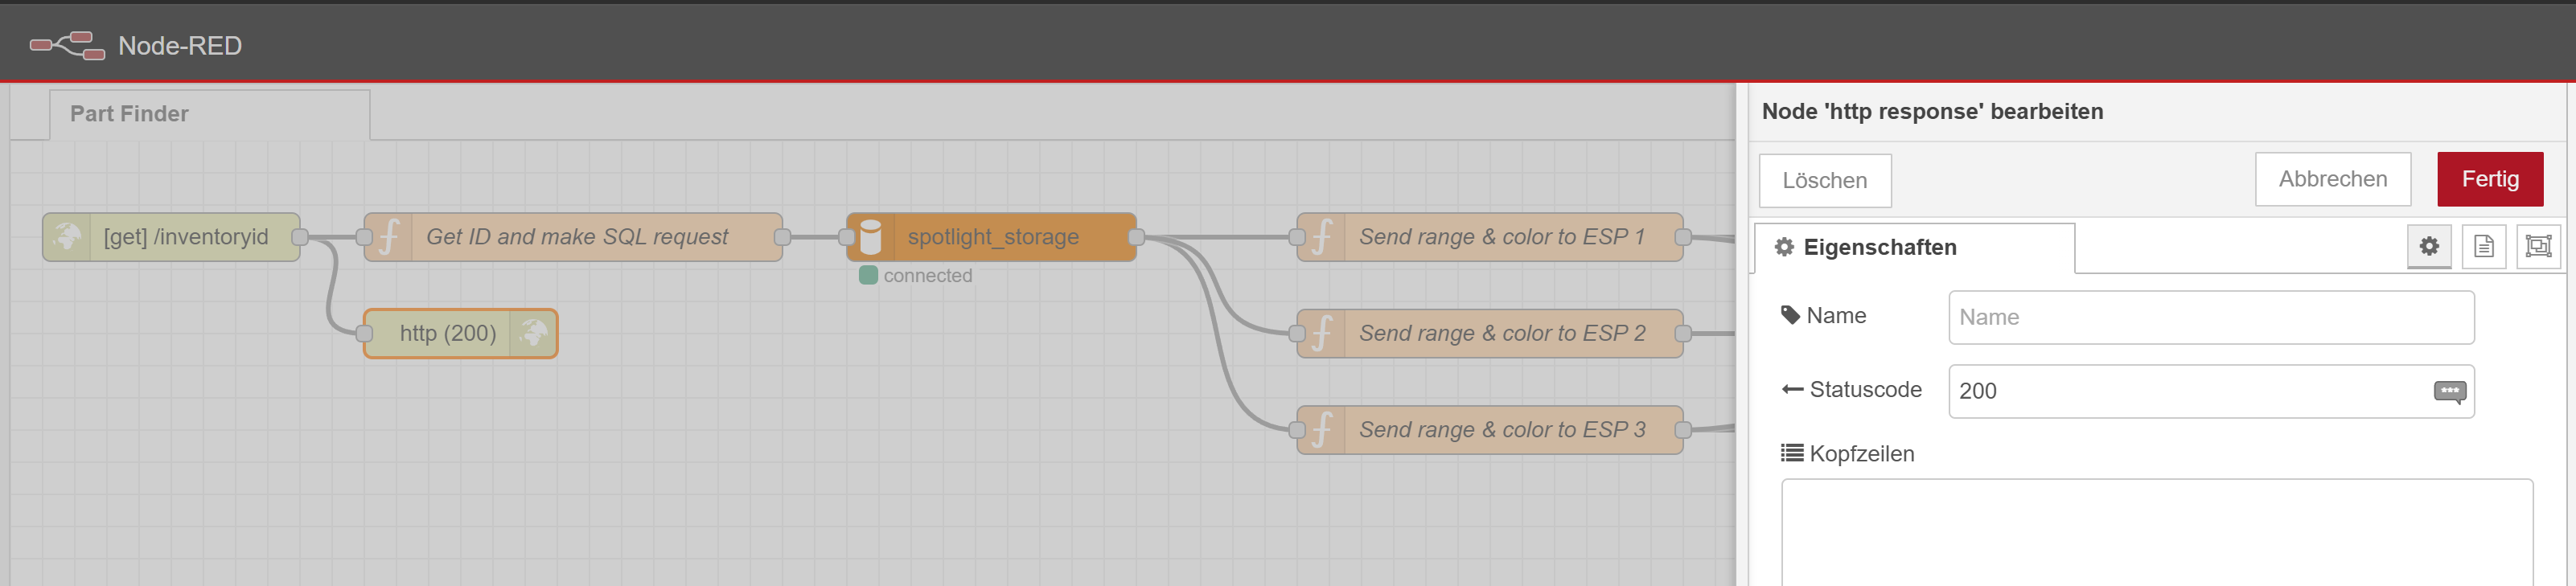 Node-RED
Part Finder
[get] /inventoryid
Get ID and make SQL request
spotlight_storage
connected
http (200)
Send range & color to ESP 1
Send range & color to ESP 2
Send range & color to ESP 3
Node 'http response' bearbeiten
Löschen
Abbrechen
Fertig
Eigenschaften
Name
Name
Statuscode
200
Kopfzeilen